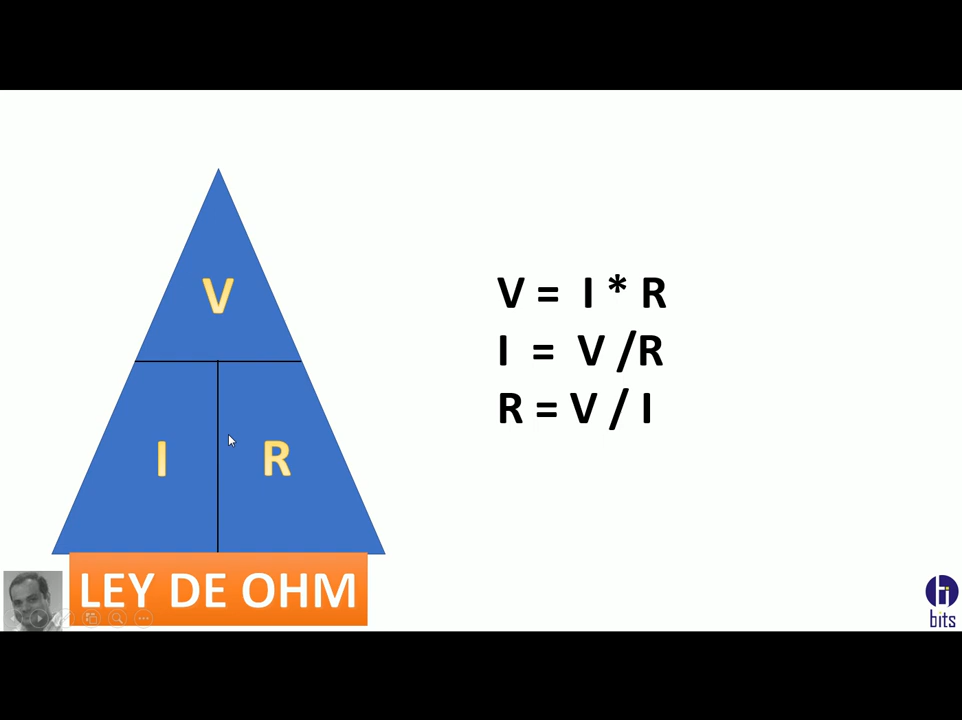 V
I R
LEY DE OHM
V = I * R
I = V /R
R = V / I
bits